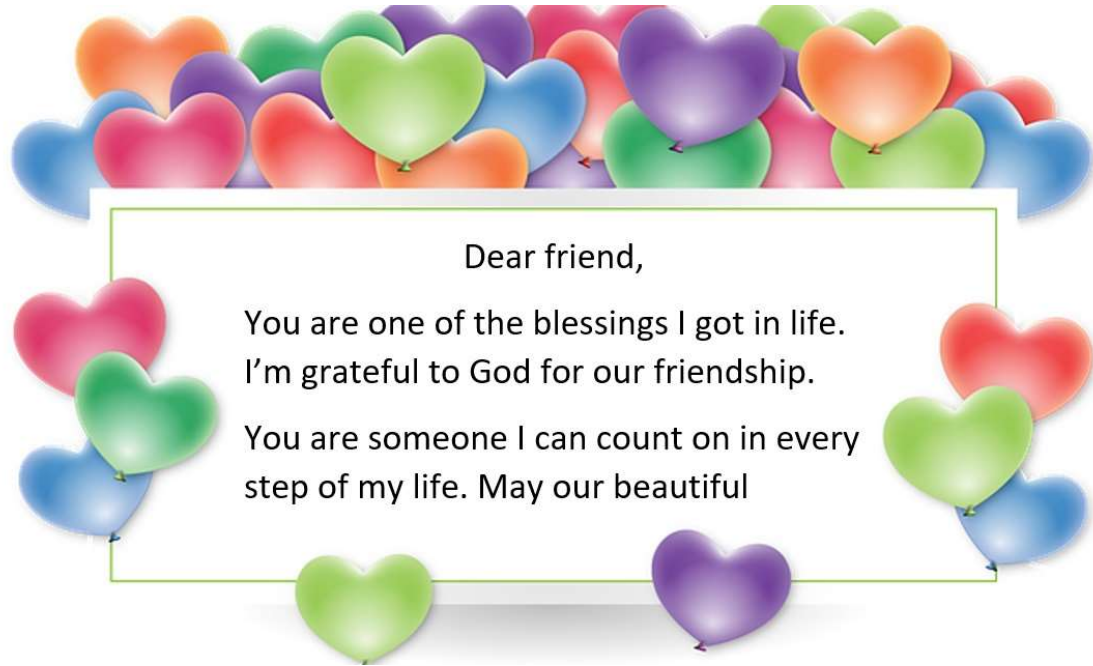 Dear friend,
You are one of the blessings I got in life.
I’m grateful to God for our friendship.
You are someone I can count on in every
step of my life. May our beautiful